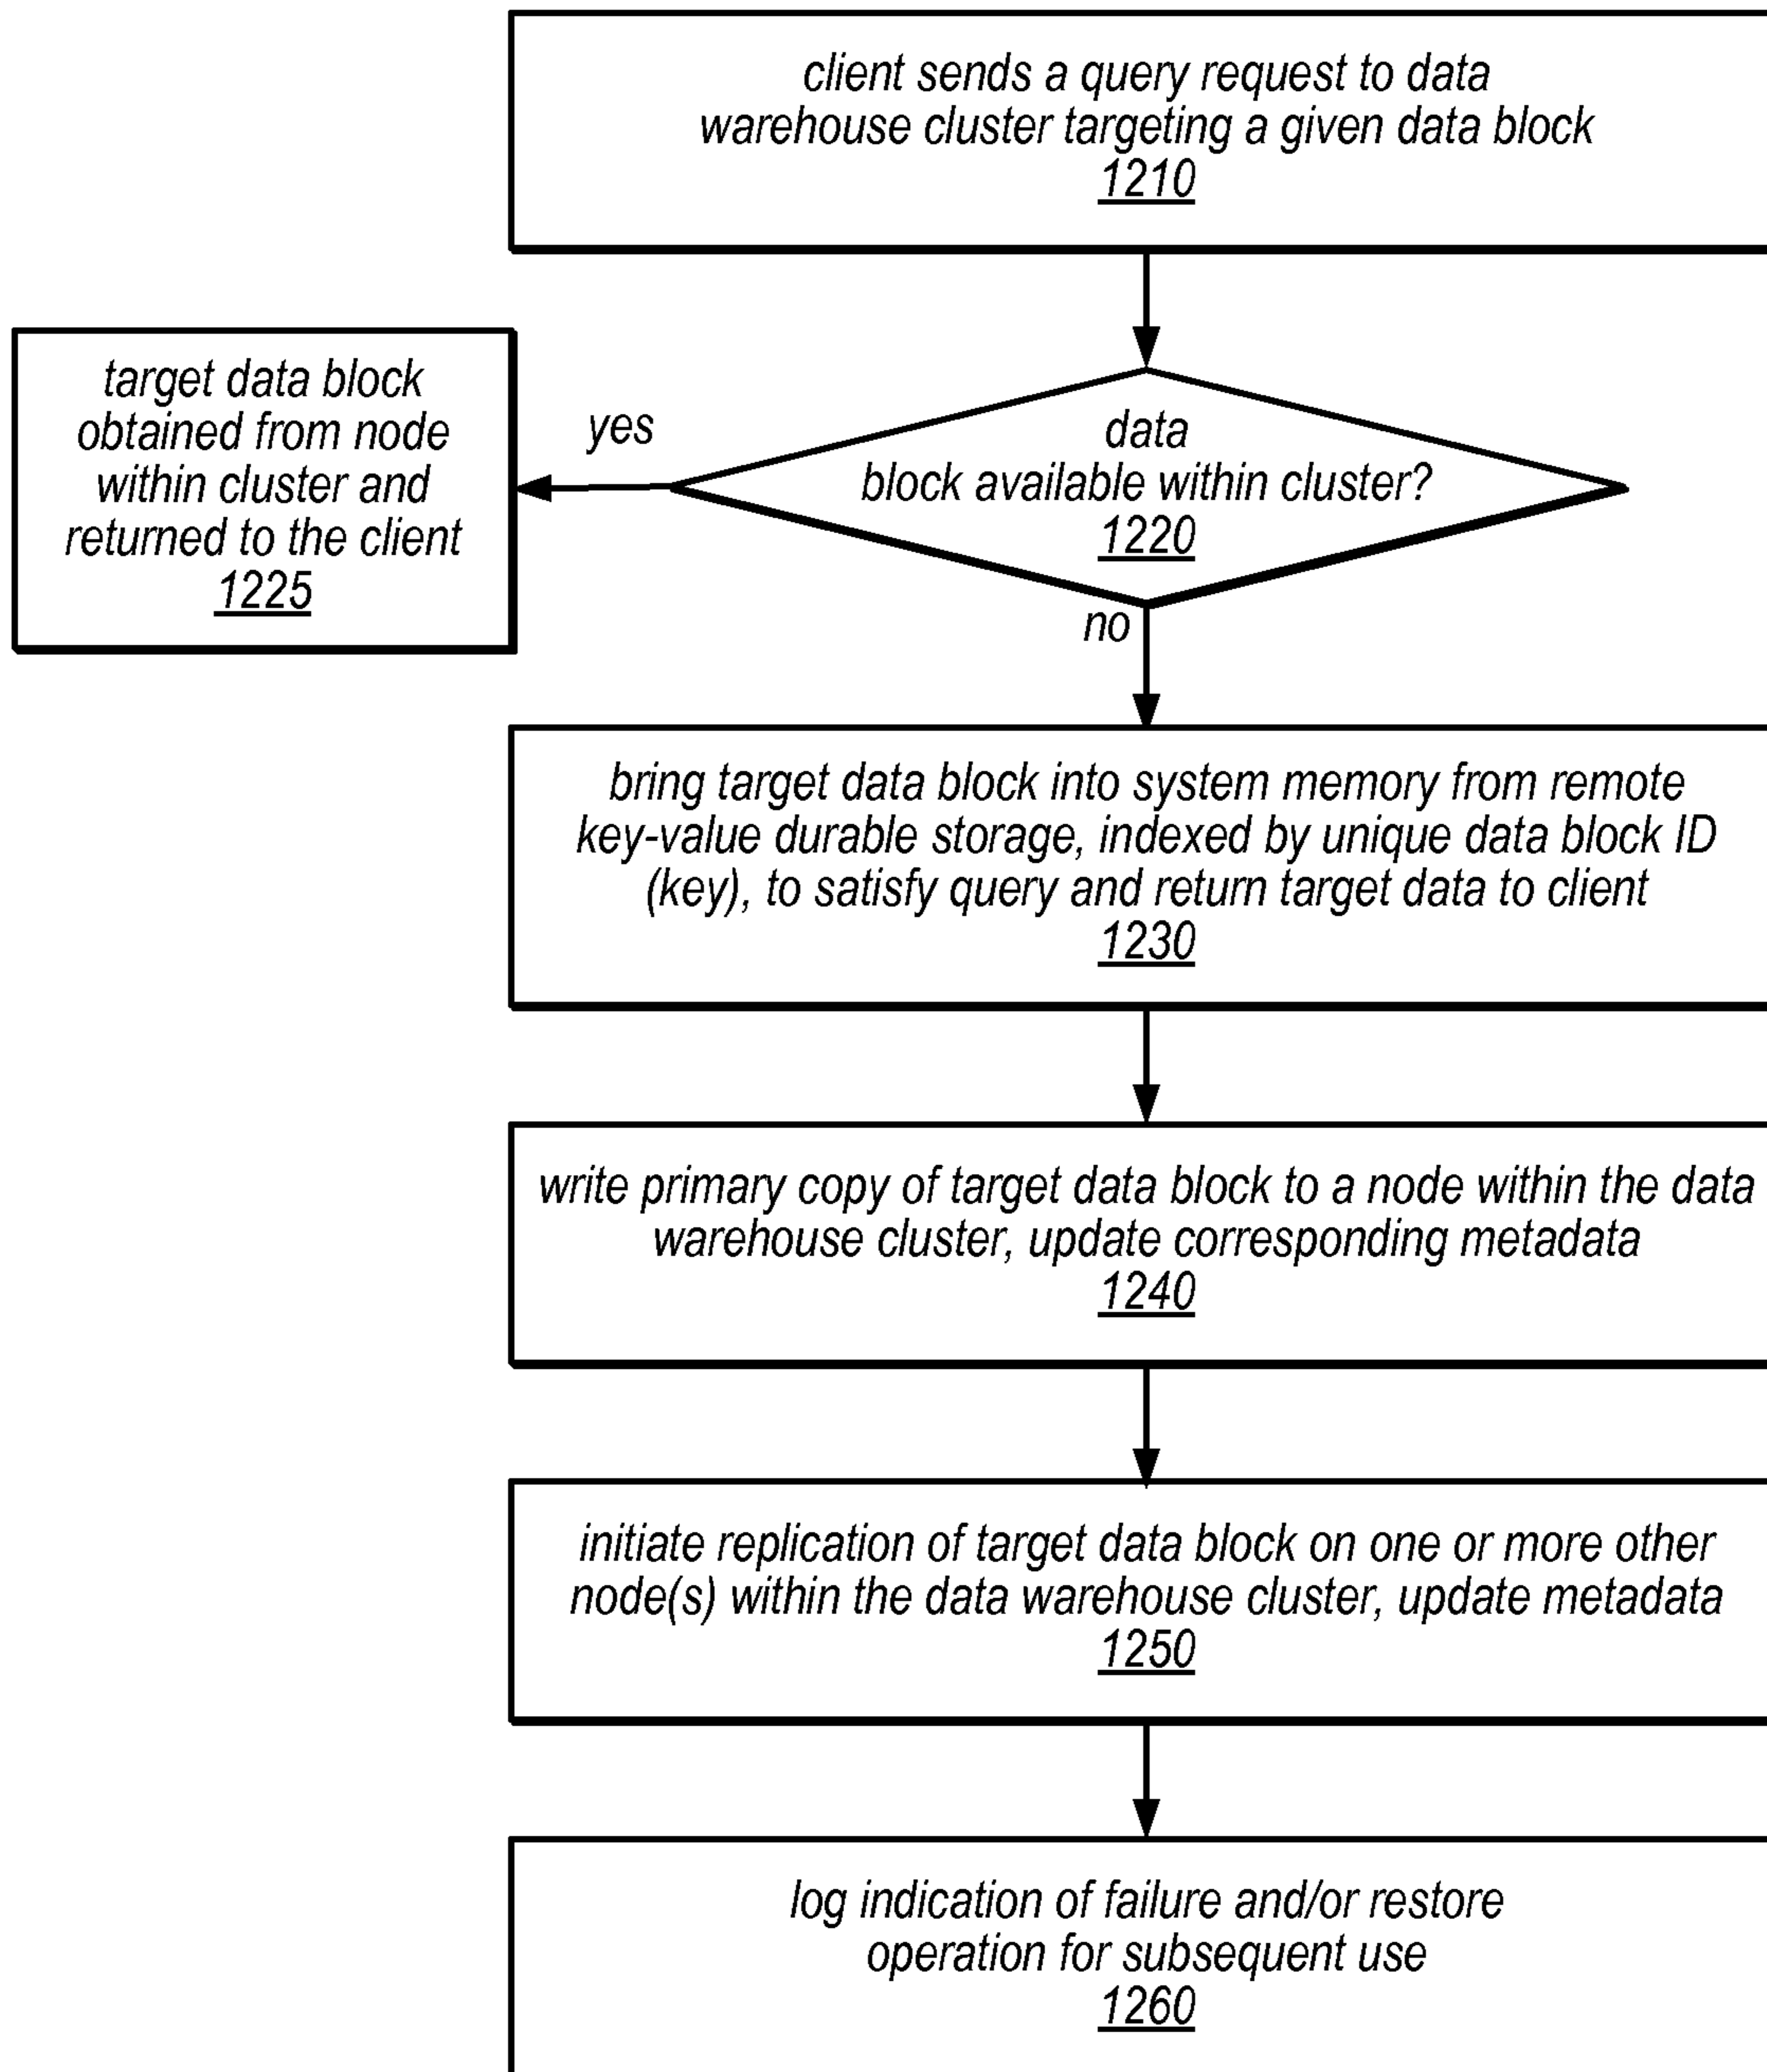 client sends a query request to data
warehouse cluster targeting a given data block
1210
target data block
obtained from node
within cluster and
returned to the client
1225
yes
data
block available within cluster?
1220
no
bring target data block into system memory from remote
key-value durable storage, indexed by unique data block ID
(key), to satisfy query and return target data to client
1230
write primary copy of target data block to a node within the data
warehouse cluster, update corresponding metadata
1240
initiate replication of target data block on one or more other
node(s) within the data warehouse cluster, update metadata
1250
log indication of failure and/or restore
operation for subsequent use
1260